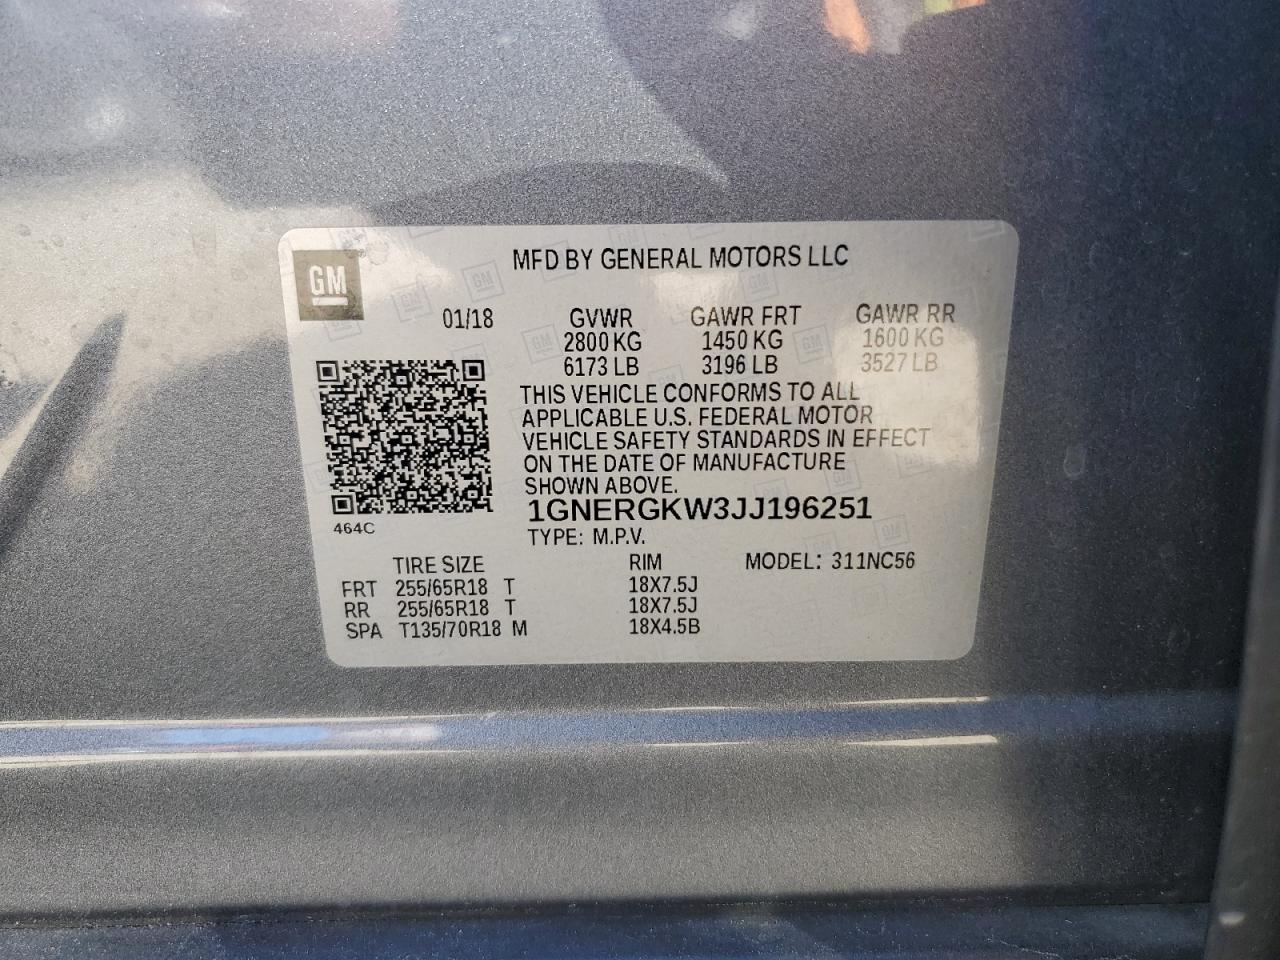 GM
MFD BY GENERAL MOTORS LLC
01/18 GVWR GAWR FRT GAWR RR
2800 KG 1450 KG 1600 KG
6173 LB 3196 LB 3527 LB
THIS VEHICLE CONFORMS TO ALL
APPLICABLE U.S. FEDERAL MOTOR
VEHICLE SAFETY STANDARDS IN EFFECT
ON THE DATE OF MANUFACTURE
SHOWN ABOVE.
1GNERGKW3JJ196251
464C
TYPE: M.P.V.
TIRE SIZE RIM MODEL: 311NC56
FRT 255/65R18 T 18X7.5J
RR 255/65R18 T 18X7.5J
SPA T135/70R18 M 18X4.5B